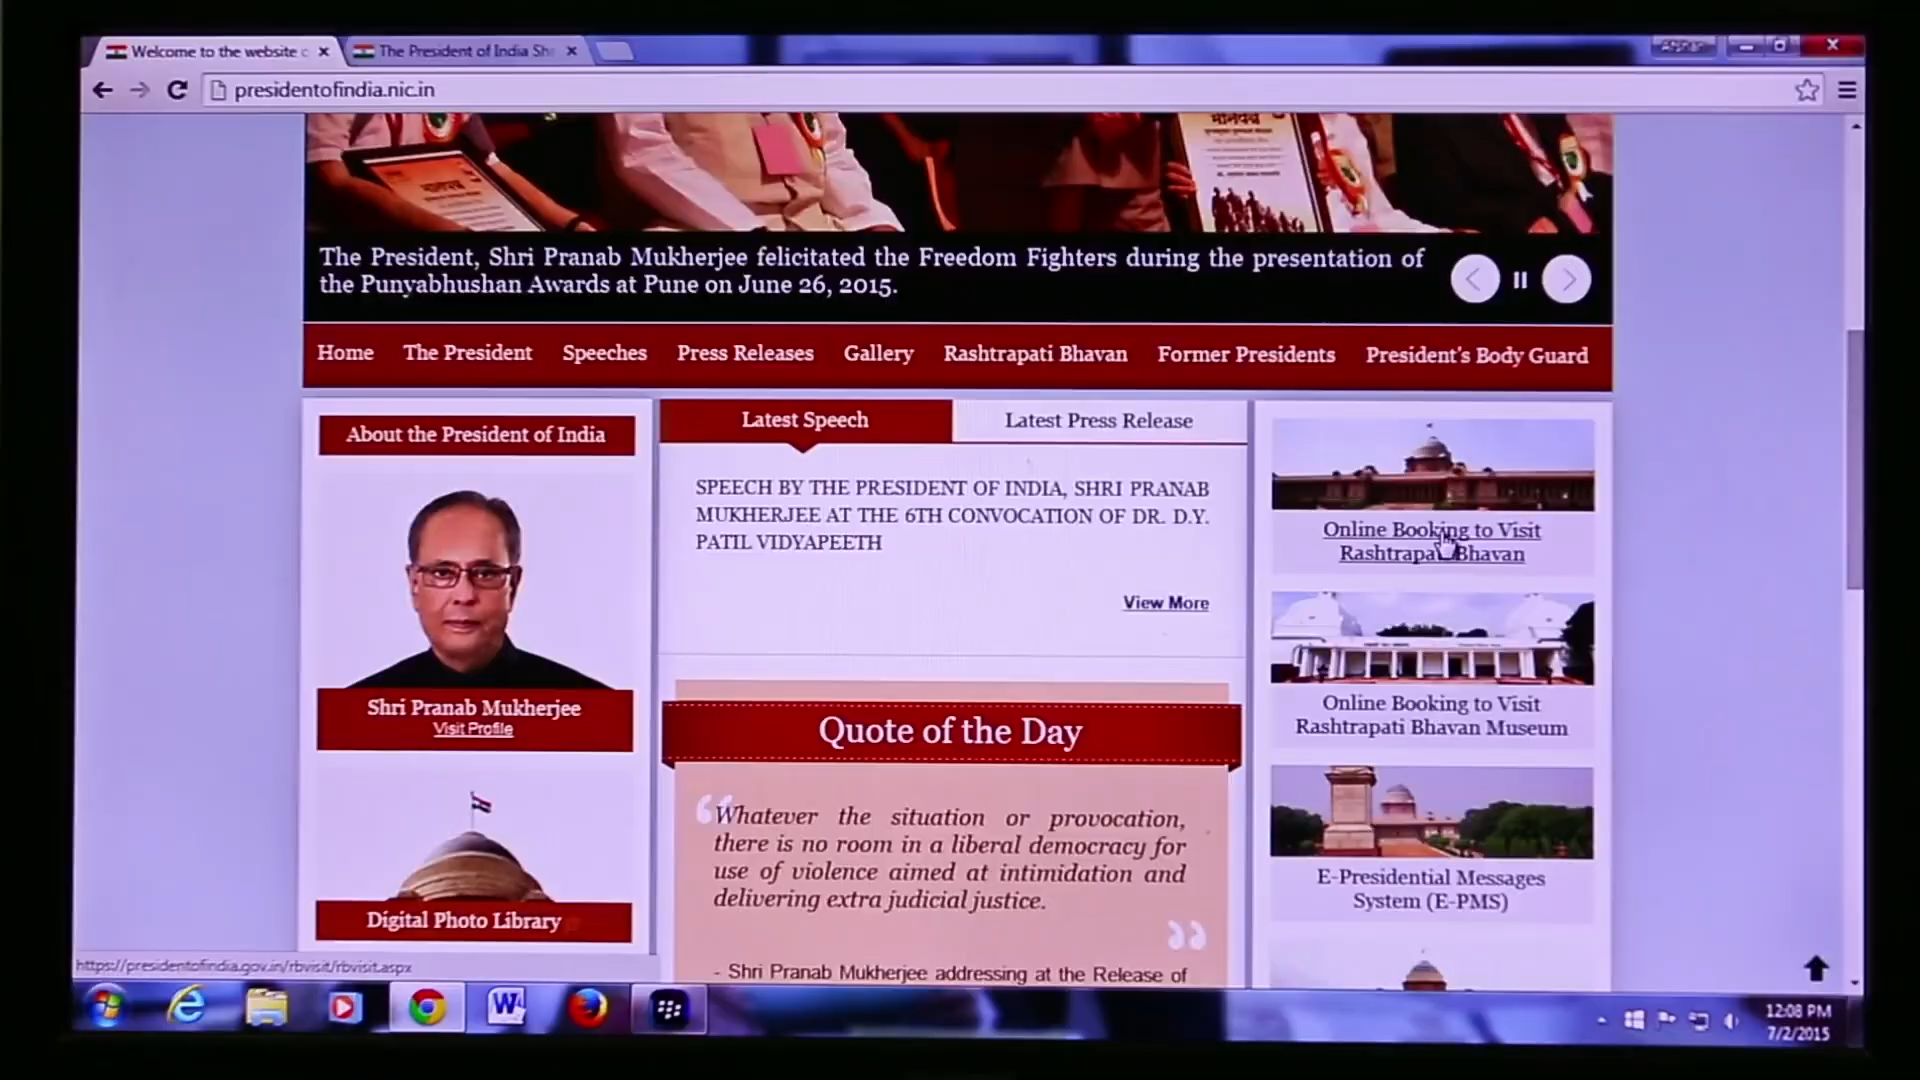 Welcome to the website
The President of India Shr
presidentofindia.nic.in
मानपत्र
The President, Shri Pranab Mukherjee felicitated the Freedom Fighters during the presentation of
the Punyabhushan Awards at Pune on June 26, 2015.
Home The President Speeches Press Releases Gallery Rashtrapati Bhavan Former Presidents President's Body Guard
About the President of India
Shri Pranab Mukherjee
Visit Profile
Digital Photo Library
Latest Speech Latest Press Release
SPEECH BY THE PRESIDENT OF INDIA, SHRI PRANAB
MUKHERJEE AT THE 6TH CONVOCATION OF DR. D.Y.
PATIL VIDYAPEETH
View More
Quote of the Day
“Whatever the situation or provocation,
there is no room in a liberal democracy for
use of violence aimed at intimidation and
delivering extra judicial justice.
”
- Shri Pranab Mukherjee addressing at the Release of
Online Booking to Visit
Rashtrapati Bhavan
Online Booking to Visit
Rashtrapati Bhavan Museum
E-Presidential Messages
System (E-PMS)
https://presidentofindia.gov.in/rbvisit/rbvisit.aspx
12:08 PM
7/2/2015